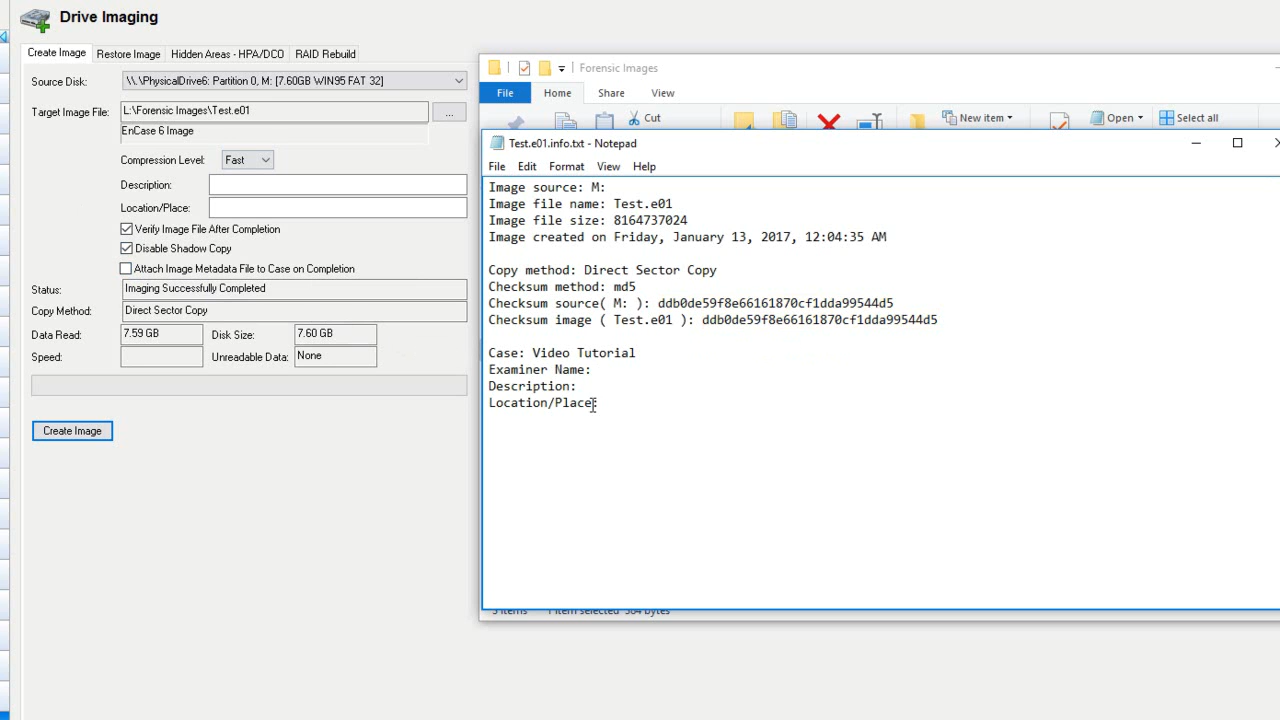 Drive Imaging
Create Image
Restore Image
Hidden Areas - HPA/DCO
RAID Rebuild
Source Disk:
\\.\PhysicalDrive6: Partition 0, M: [7.60GB WIN95 FAT 32]
Target Image File:
L:\Forensic Images\Test.e01
...
EnCase 6 Image
Compression Level:
Fast
Description:
Location/Place:
Verify Image File After Completion
Disable Shadow Copy
Attach Image Metadata File to Case on Completion
Status:
Imaging Successfully Completed
Copy Method:
Direct Sector Copy
Data Read:
7.59 GB
Disk Size:
7.60 GB
Speed:
Unreadable Data:
None
Create Image
Forensic Images
File
Home
Share
View
Cut
New item
Open
Select all
Test.e01.info.txt - Notepad
File
Edit
Format
View
Help
Image source: M:
Image file name: Test.e01
Image file size: 8164737024
Image created on Friday, January 13, 2017, 12:04:35 AM
Copy method: Direct Sector Copy
Checksum method: md5
Checksum source( M: ): ddb0de59f8e66161870cf1dda99544d5
Checksum image ( Test.e01 ): ddb0de59f8e66161870cf1dda99544d5
Case: Video Tutorial
Examiner Name:
Description:
Location/Place:
items
1 item selected
bytes